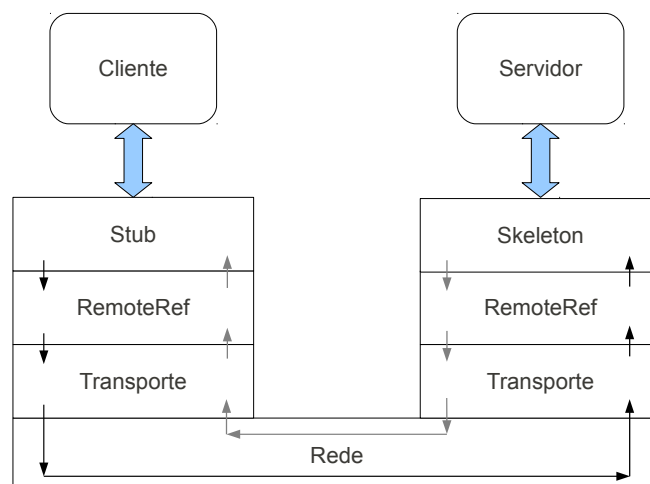 Cliente
Servidor
Stub
Skeleton
RemoteRef
RemoteRef
Transporte
Transporte
Rede